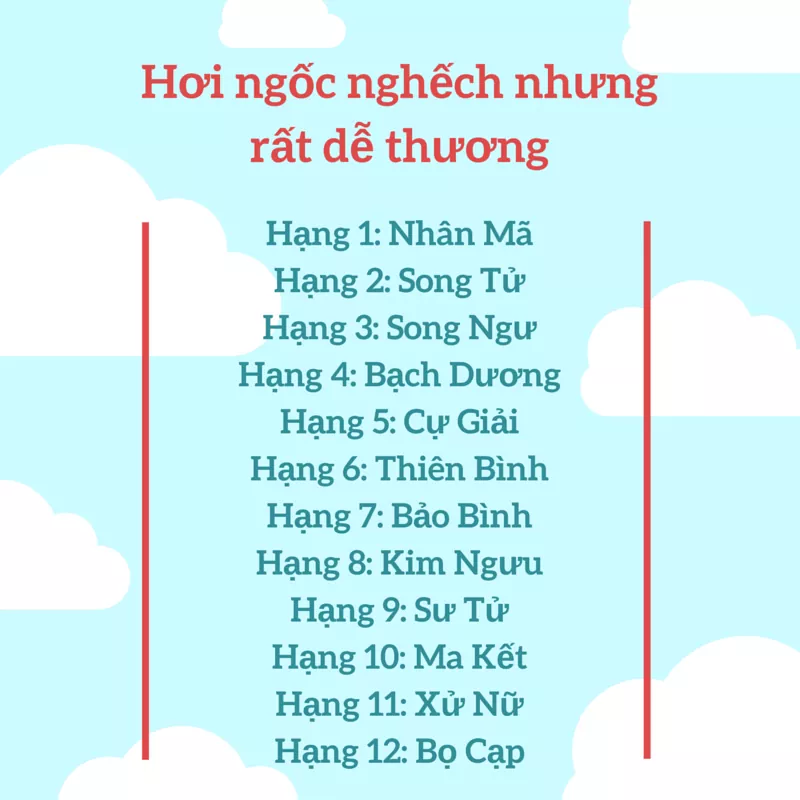 Hơi ngốc nghếch nhưng
rất dễ thương
Hạng 1: Nhân Mã
Hạng 2: Song Tử
Hạng 3: Song Ngư
Hạng 4: Bạch Dương
Hạng 5: Cự Giải
Hạng 6: Thiên Bình
Hạng 7: Bảo Bình
Hạng 8: Kim Ngưu
Hạng 9: Sư Tử
Hạng 10: Ma Kết
Hạng 11: Xử Nữ
Hạng 12: Bọ Cạp